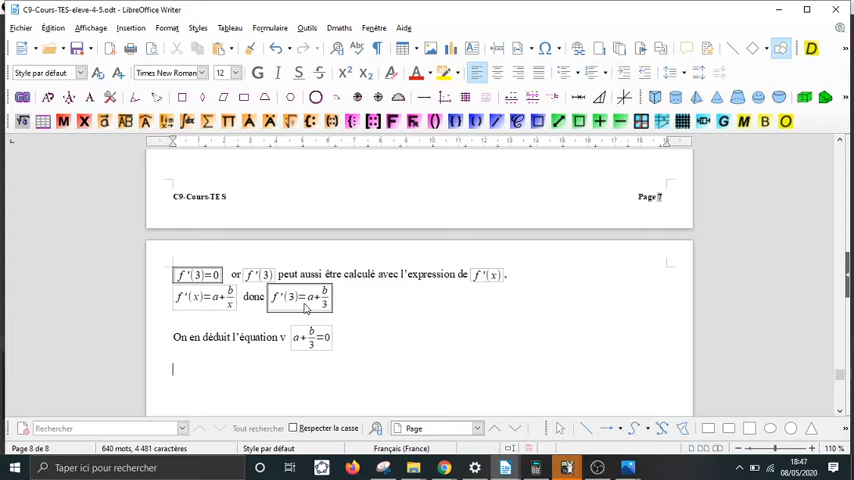 C9-Cours-TES-eleve-4-5.odt - LibreOffice Writer
Fichier Édition Affichage Insertion Format Styles Tableau Formulaire Outils Dmaths Fenêtre Aide
Style par défaut Times New Roman 12
C9-Cours-TES Page 7
f '(3)=0 or f '(3) peut aussi être calculé avec l'expression de f '(x),
f '(x)=a+b/x donc f '(3)=a+b/3
On en déduit l'équation v a+b/3=0
Rechercher Tout rechercher Respecter la casse Page
Page 8 de 8 640 mots, 4 481 caractères Style par défaut Français (France) 110 %
Taper ici pour rechercher 18:47
08/05/2020